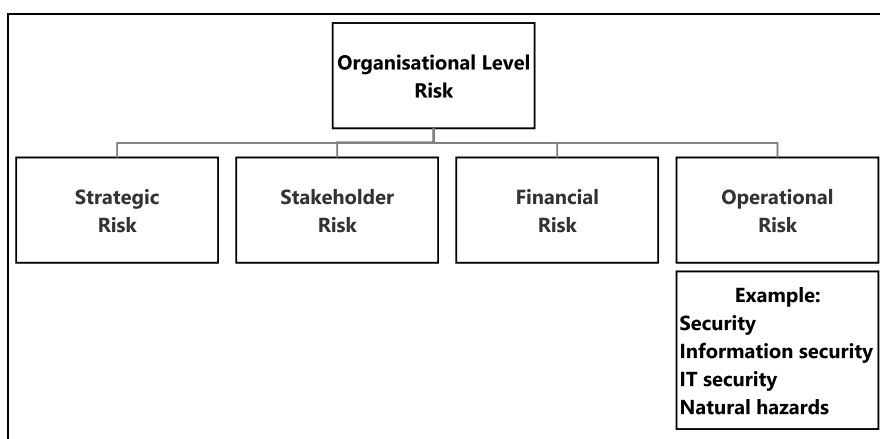 Organisational Level
Risk
Strategic
Risk
Stakeholder
Risk
Financial
Risk
Operational
Risk
Example:
Security
Information security
IT security
Natural hazards